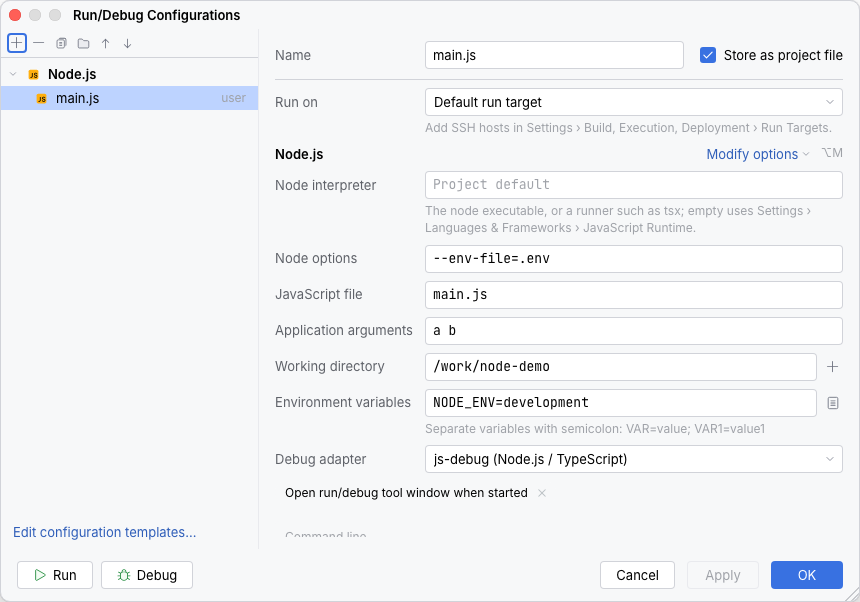 Run/Debug Configurations
Name
main.js
Store as project file
Node.js
main.js
user
Run on
Default run target
Add SSH hosts in Settings › Build, Execution, Deployment › Run Targets.
Node.js
Modify options
⌥M
Node interpreter
Project default
The node executable, or a runner such as tsx; empty uses Settings ›
Languages & Frameworks › JavaScript Runtime.
Node options
--env-file=.env
JavaScript file
main.js
Application arguments
a b
Working directory
/work/node-demo
Environment variables
NODE_ENV=development
Separate variables with semicolon: VAR=value; VAR1=value1
Debug adapter
js-debug (Node.js / TypeScript)
Open run/debug tool window when started
Command line
Edit configuration templates...
Run
Debug
Cancel
Apply
OK